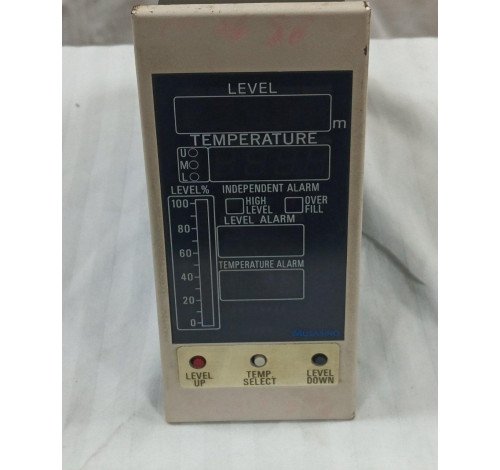 LEVEL
m
TEMPERATURE
U
M
L
LEVEL%
INDEPENDENT ALARM
HIGH LEVEL
OVER FILL
LEVEL ALARM
TEMPERATURE ALARM
100
80
60
40
20
0
MUSASINO
LEVEL UP
TEMP. SELECT
LEVEL DOWN